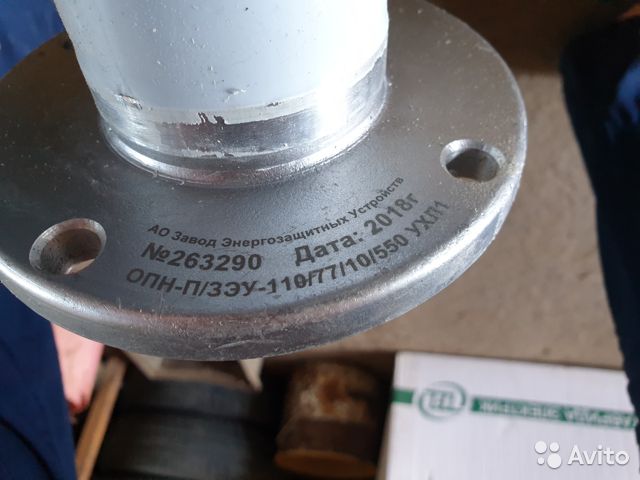 АО Завод Энергозащитных Устройств
№263290 Дата: 2018г
ОПН-П/ЗЭУ-110/77/10/550 УХЛ1
Avito